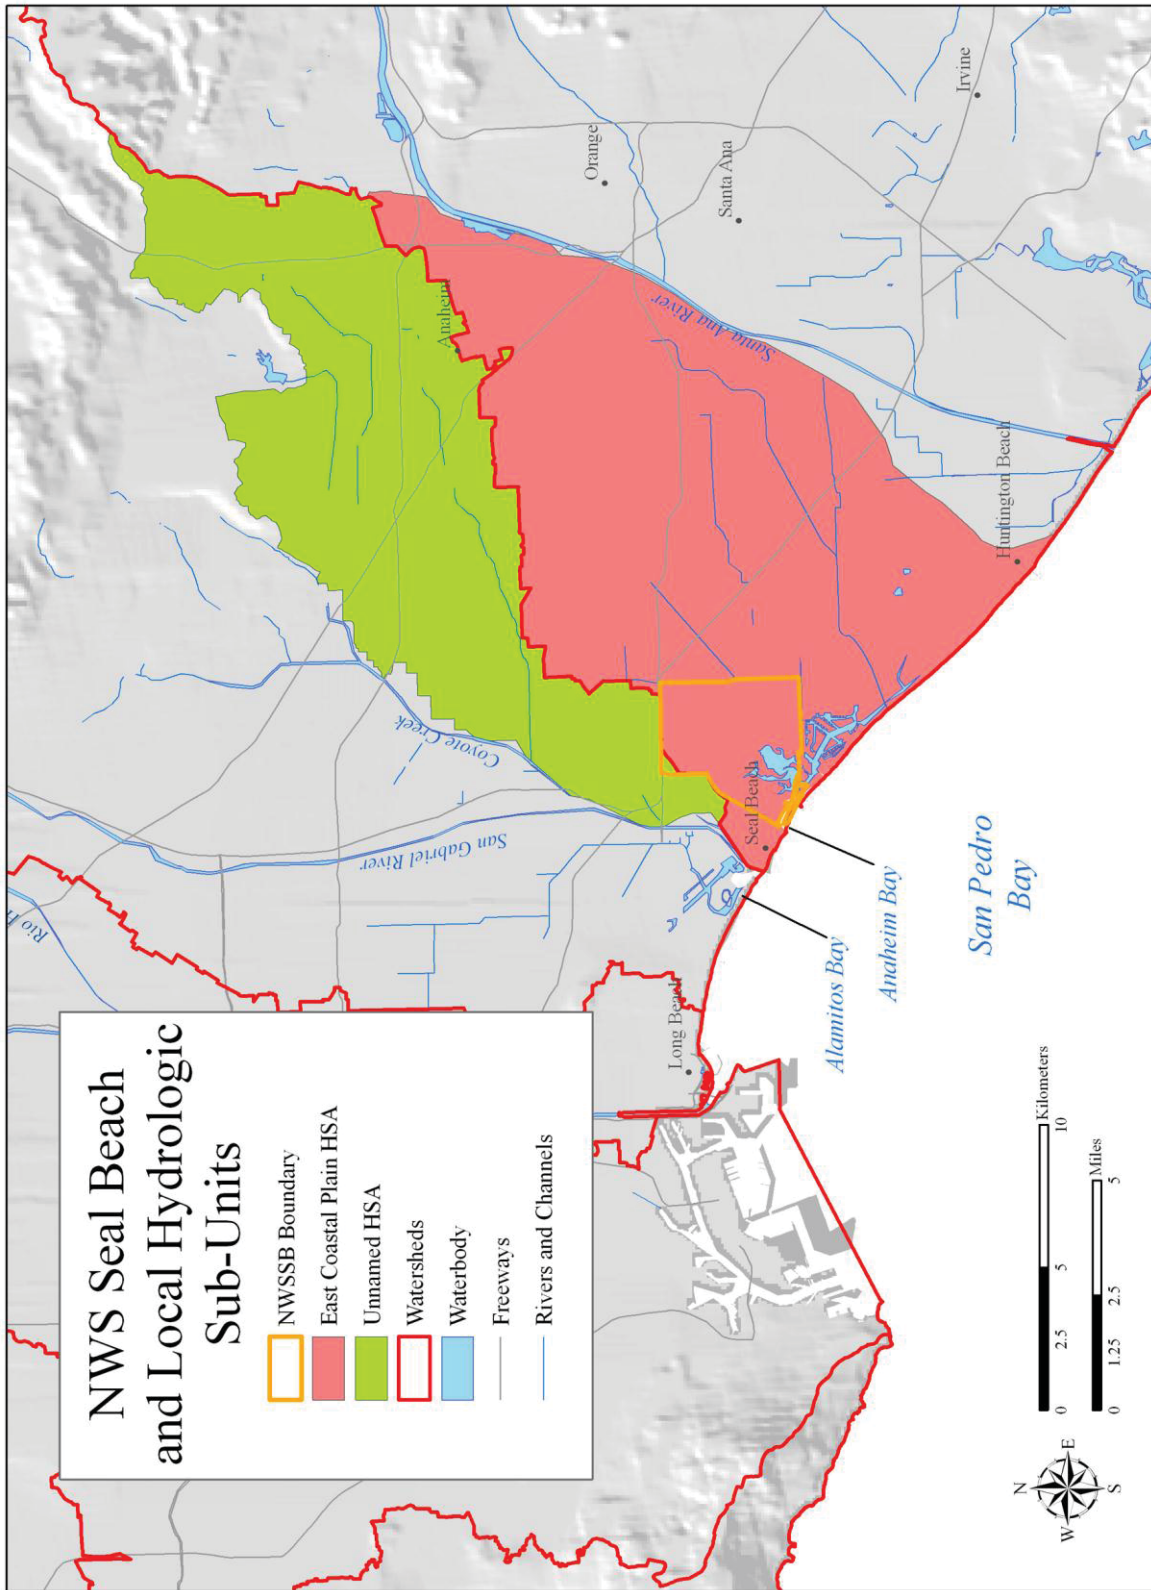 NWS Seal Beach
and Local Hydrologic
Sub-Units
NWSSB Boundary
East Coastal Plain HSA
Unnamed HSA
Watersheds
Waterbody
Freeways
Rivers and Channels
Rio H
San Gabriel River
Coyote Creek
Anaheim
Orange
Santa Ana
Irvine
Santa Ana River
Long Beach
Seal Beach
Huntington Beach
Alamitos Bay
Anaheim Bay
San Pedro
Bay
N
W E
S
0 2.5 5 10
Kilometers
0 1.25 2.5 5
Miles